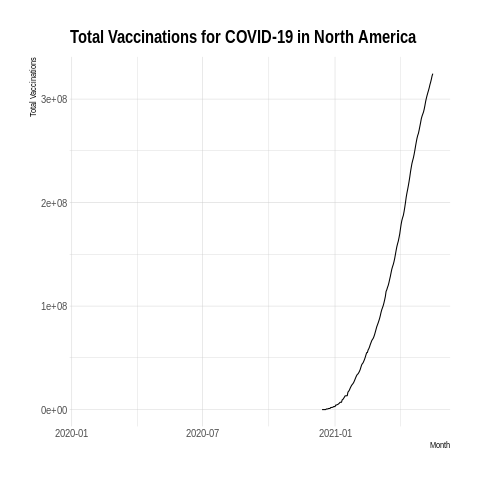 Total Vaccinations for COVID-19 in North America
Total Vaccinations
3e+08
2e+08
1e+08
0e+00
2020-01 2020-07 2021-01
Month